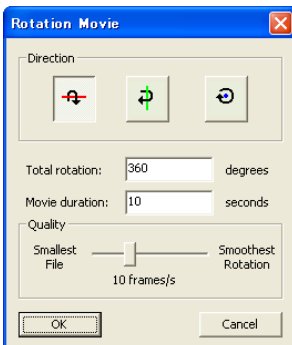 Rotation Movie
Direction
Total rotation: 360 degrees
Movie duration: 10 seconds
Quality
Smallest File Smoothest Rotation
10 frames/s
OK Cancel